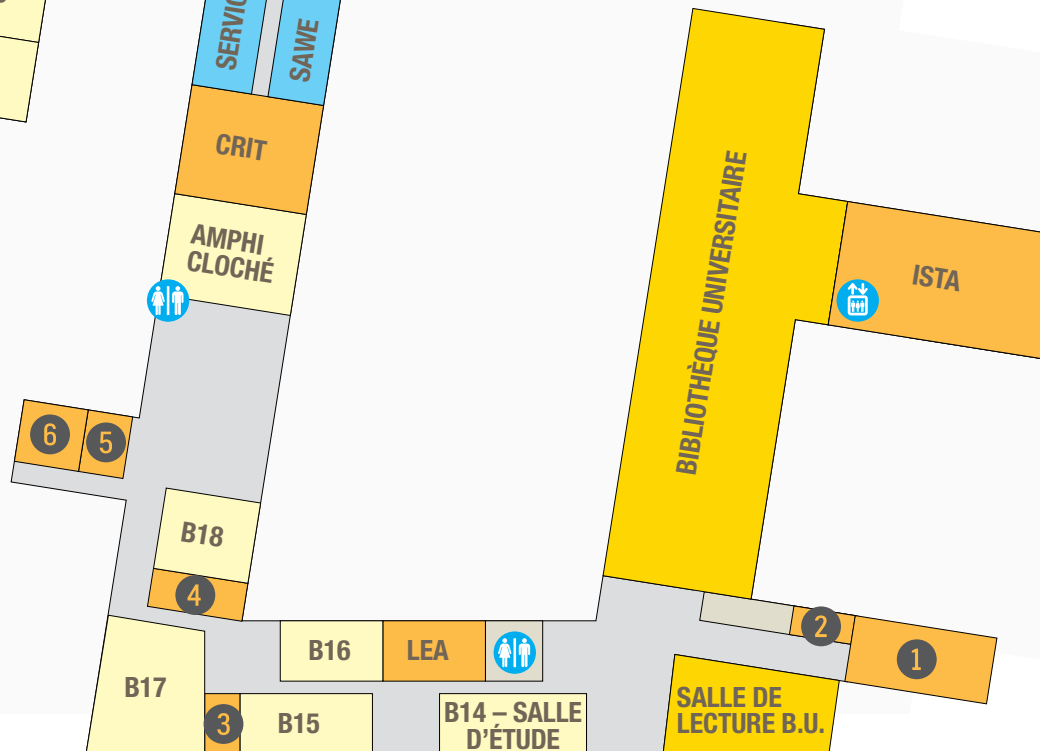 SAWE
CRIT
AMPHI
CLOCHÉ
BIBLIOTHÈQUE UNIVERSITAIRE
ISTA
6
5
B18
4
2
1
B16
LEA
B17
3
B15
B14 – SALLE
D'ÉTUDE
SALLE DE
LECTURE B.U.